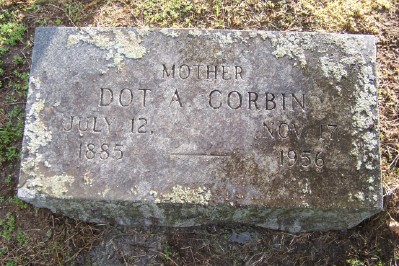 MOTHER
DOT A. CORBIN
JULY 12, NOV. 17
1885 — 1956